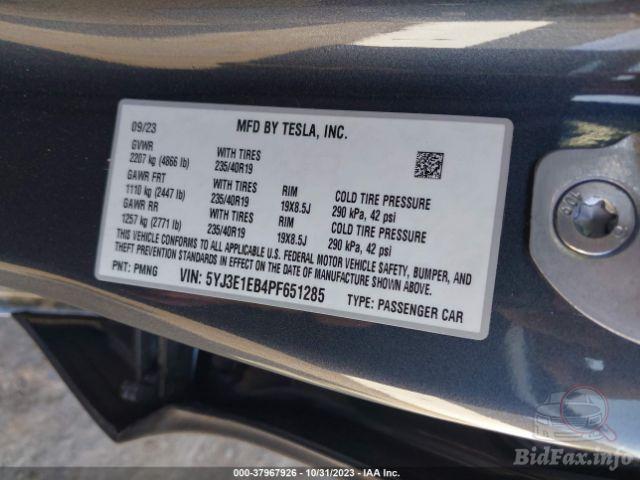 09/23 MFD BY TESLA, INC.
GVWR
2207 kg (4866 lb) WITH TIRES
GAWR FRT 235/40R19
1110 kg (2447 lb) WITH TIRES RIM COLD TIRE PRESSURE
GAWR RR 235/40R19 19X8.5J 290 kPa, 42 psi
1257 kg (2771 lb) WITH TIRES RIM COLD TIRE PRESSURE
235/40R19 19X8.5J 290 kPa, 42 psi
THIS VEHICLE CONFORMS TO ALL APPLICABLE U.S. FEDERAL MOTOR VEHICLE SAFETY, BUMPER, AND
THEFT PREVENTION STANDARDS IN EFFECT ON THE DATE OF MANUFACTURE SHOWN ABOVE.
PNT: PMNG VIN: 5YJ3E1EB4PF651285 TYPE: PASSENGER CAR
BidFax.info
000-37967926 - 10/31/2023 - IAA Inc.